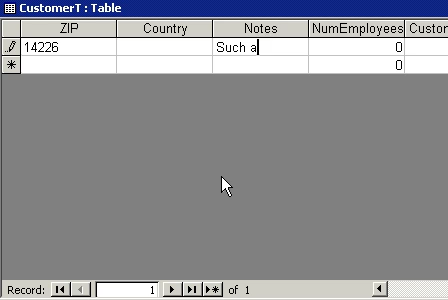 CustomerT : Table
ZIP Country Notes NumEmployees Custon
14226 Such a 0
0
Record: 1 of 1